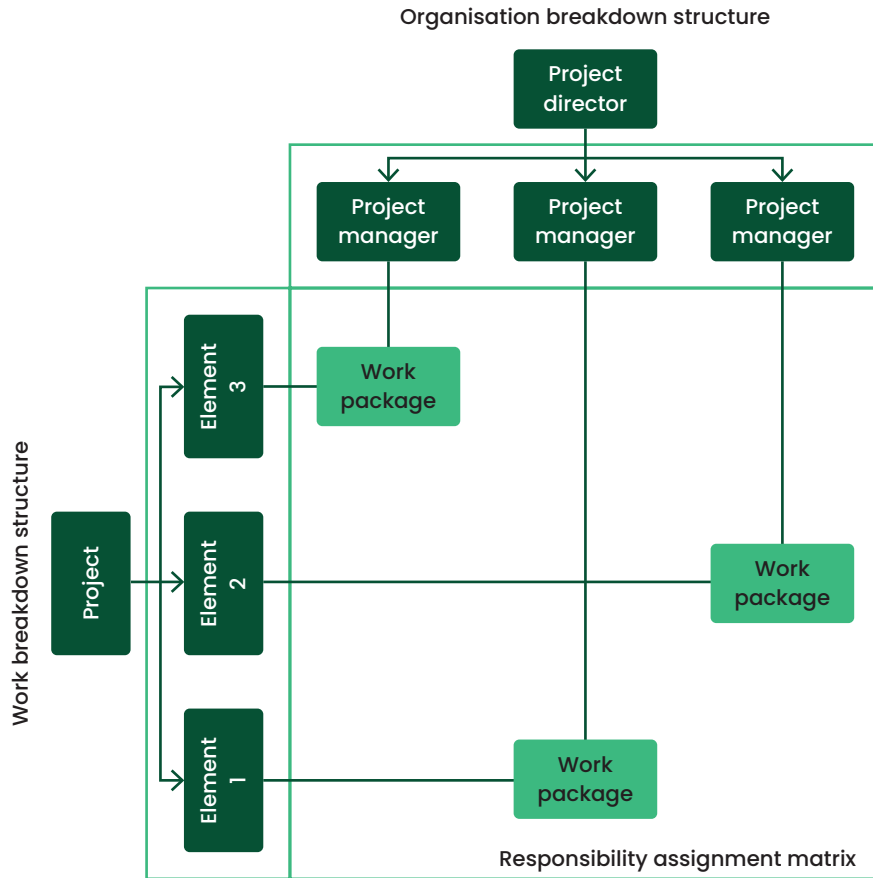 Organisation breakdown structure
Project
director
Project
manager
Project
manager
Project
manager
Work breakdown structure
Project
Element
3
Work
package
Element
2
Work
package
Element
1
Work
package
Responsibility assignment matrix